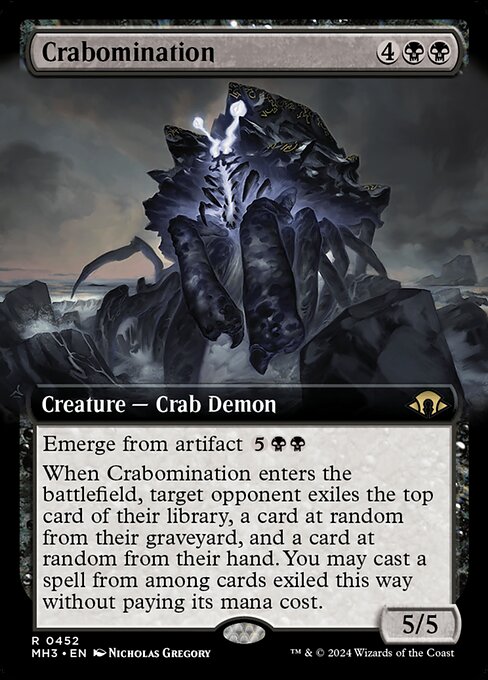 Crabomination 4
Creature — Crab Demon
Emerge from artifact 5
When Crabomination enters the
battlefield, target opponent exiles the top
card of their library, a card at random
from their graveyard, and a card at
random from their hand. You may cast a
spell from among cards exiled this way
without paying its mana cost.
5/5
R 0452
MH3 • EN Nicholas Gregory
™ & © 2024 Wizards of the Coast